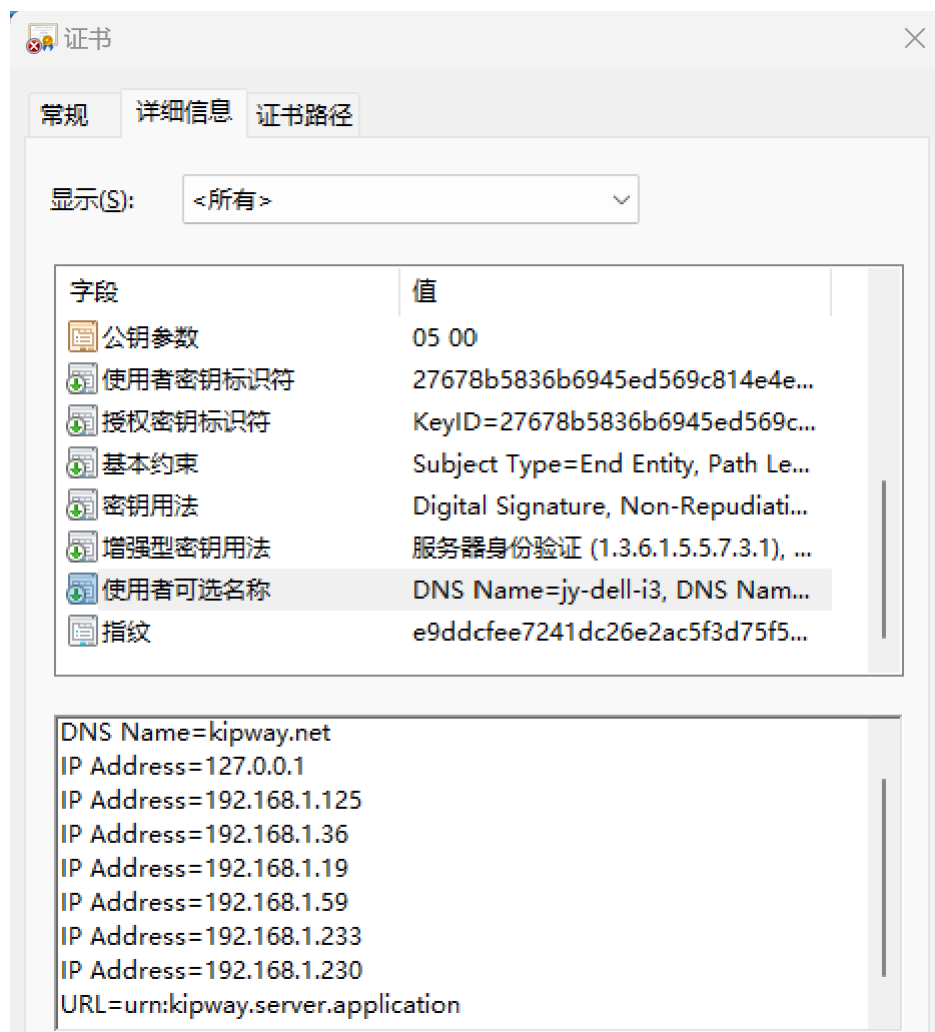 证书
常规 详细信息 证书路径
显示(S): <所有>
字段 值
公钥参数 05 00
使用者密钥标识符 27678b5836b6945ed569c814e4e...
授权密钥标识符 KeyID=27678b5836b6945ed569c...
基本约束 Subject Type=End Entity, Path Le...
密钥用法 Digital Signature, Non-Repudiati...
增强型密钥用法 服务器身份验证 (1.3.6.1.5.5.7.3.1), ...
使用者可选名称 DNS Name=jy-dell-i3, DNS Nam...
指纹 e9ddcfee7241dc26e2ac5f3d75f5...
DNS Name=kipway.net
IP Address=127.0.0.1
IP Address=192.168.1.125
IP Address=192.168.1.36
IP Address=192.168.1.19
IP Address=192.168.1.59
IP Address=192.168.1.233
IP Address=192.168.1.230
URL=urn:kipway.server.application